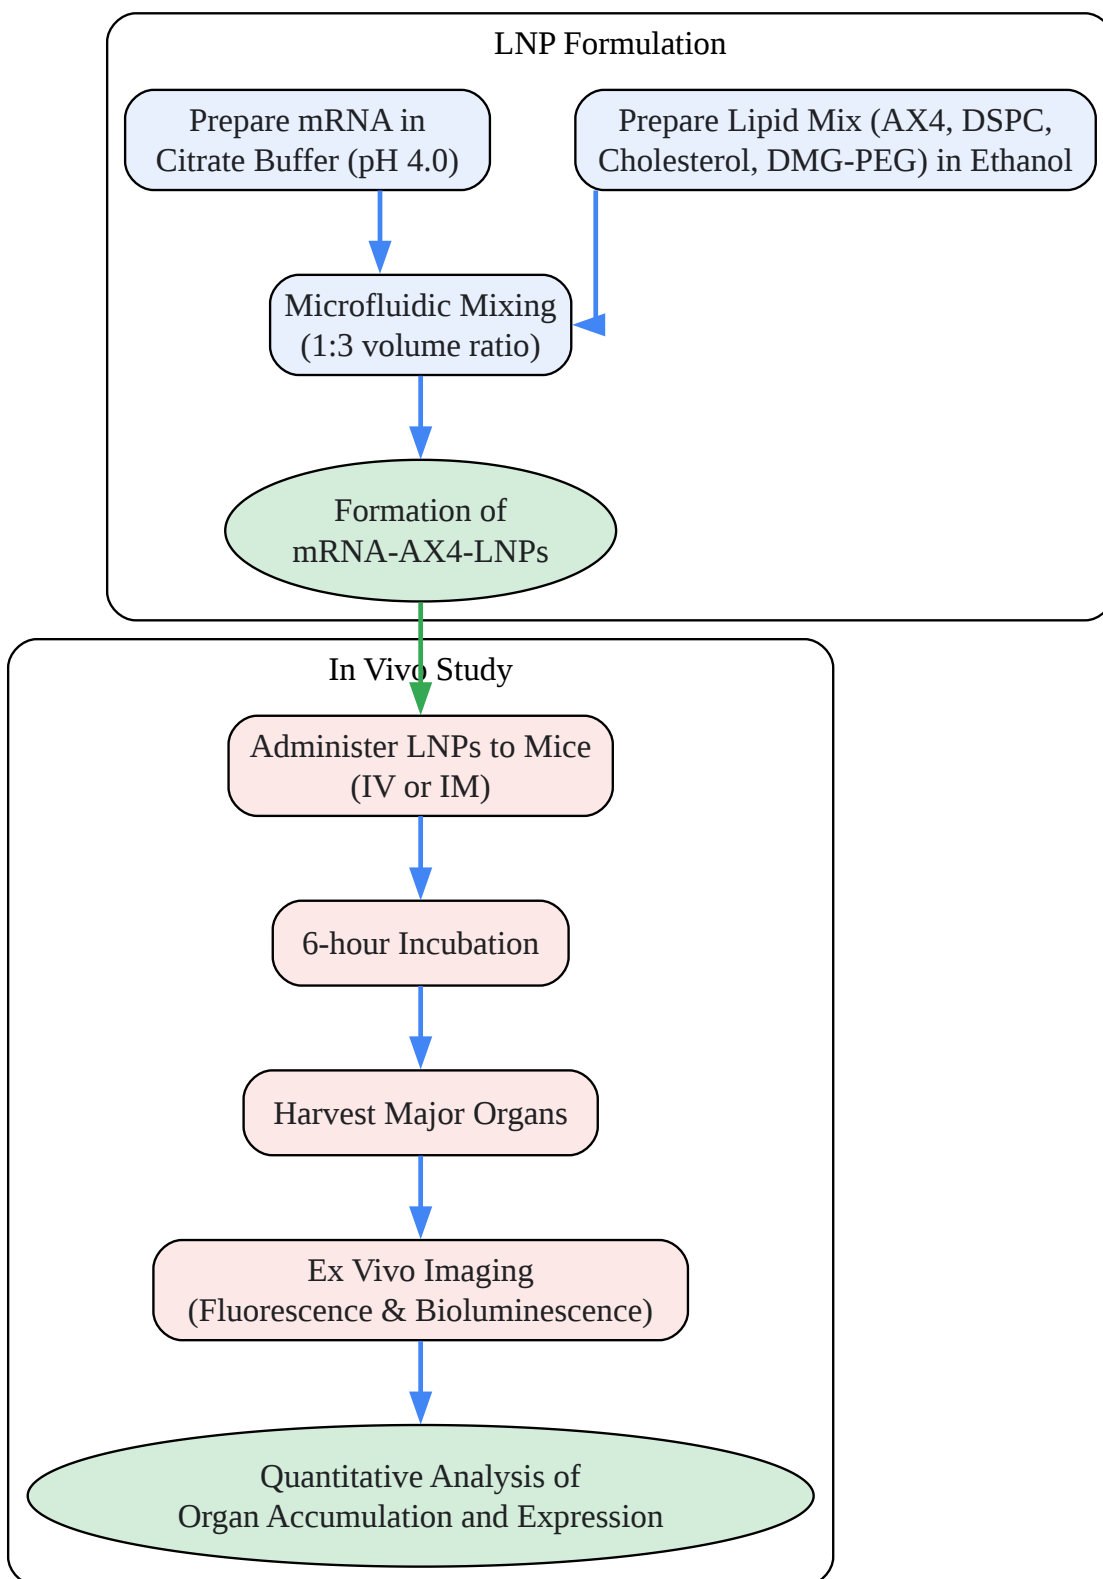 LNP Formulation
Prepare mRNA in
Citrate Buffer (pH 4.0)
Prepare Lipid Mix (AX4, DSPC,
Cholesterol, DMG-PEG) in Ethanol
Microfluidic Mixing
(1:3 volume ratio)
Formation of
mRNA-AX4-LNPs
In Vivo Study
Administer LNPs to Mice
(IV or IM)
6-hour Incubation
Harvest Major Organs
Ex Vivo Imaging
(Fluorescence & Bioluminescence)
Quantitative Analysis of
Organ Accumulation and Expression